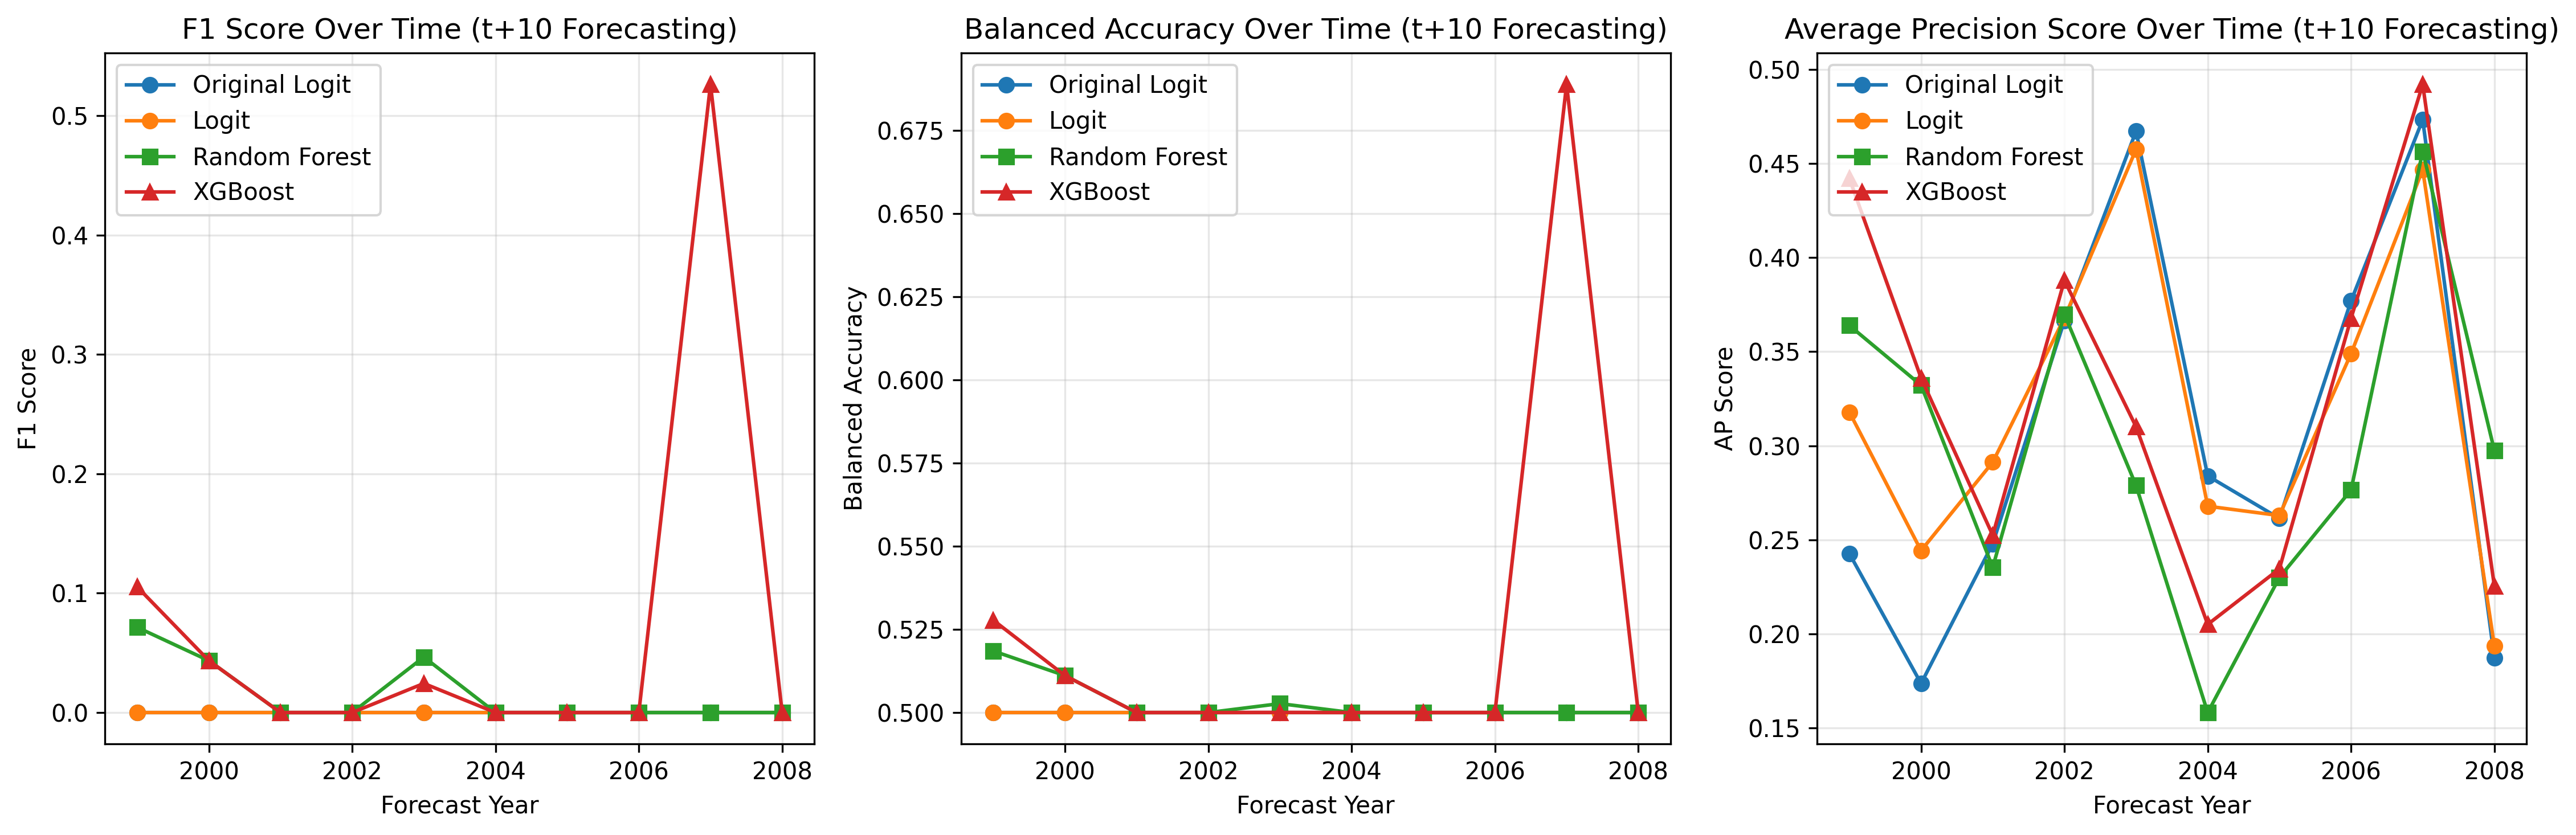 F1 Score Over Time (t+10 Forecasting)
Original Logit
Logit
Random Forest
XGBoost
0.5
0.4
0.3
0.2
0.1
0.0
F1 Score
2000
2002
2004
2006
2008
Forecast Year
Balanced Accuracy Over Time (t+10 Forecasting)
Original Logit
Logit
Random Forest
XGBoost
0.675
0.650
0.625
0.600
0.575
0.550
0.525
0.500
Balanced Accuracy
2000
2002
2004
2006
2008
Forecast Year
Average Precision Score Over Time (t+10 Forecasting)
Original Logit
Logit
Random Forest
XGBoost
0.50
0.45
0.40
0.35
0.30
0.25
0.20
0.15
AP Score
2000
2002
2004
2006
2008
Forecast Year